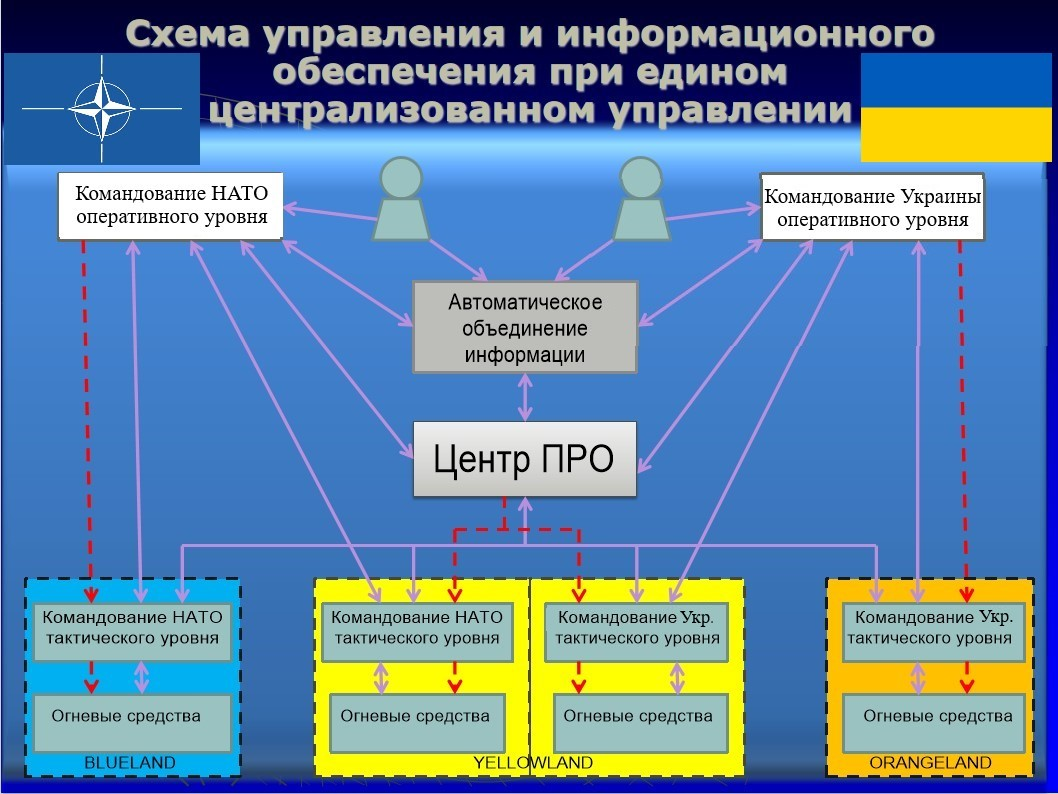 Схема управления и информационного
обеспечения при едином
централизованном управлении
Командование НАТО
оперативного уровня
Командование Украины
оперативного уровня
Автоматическое
объединение
информации
Центр ПРО
Командование НАТО
тактического уровня
Командование НАТО
тактического уровня
Командование Укр.
тактического уровня
Командование Укр.
тактического уровня
Огневые средства
Огневые средства
Огневые средства
Огневые средства
BLUELAND
YELLOWLAND
ORANGELAND